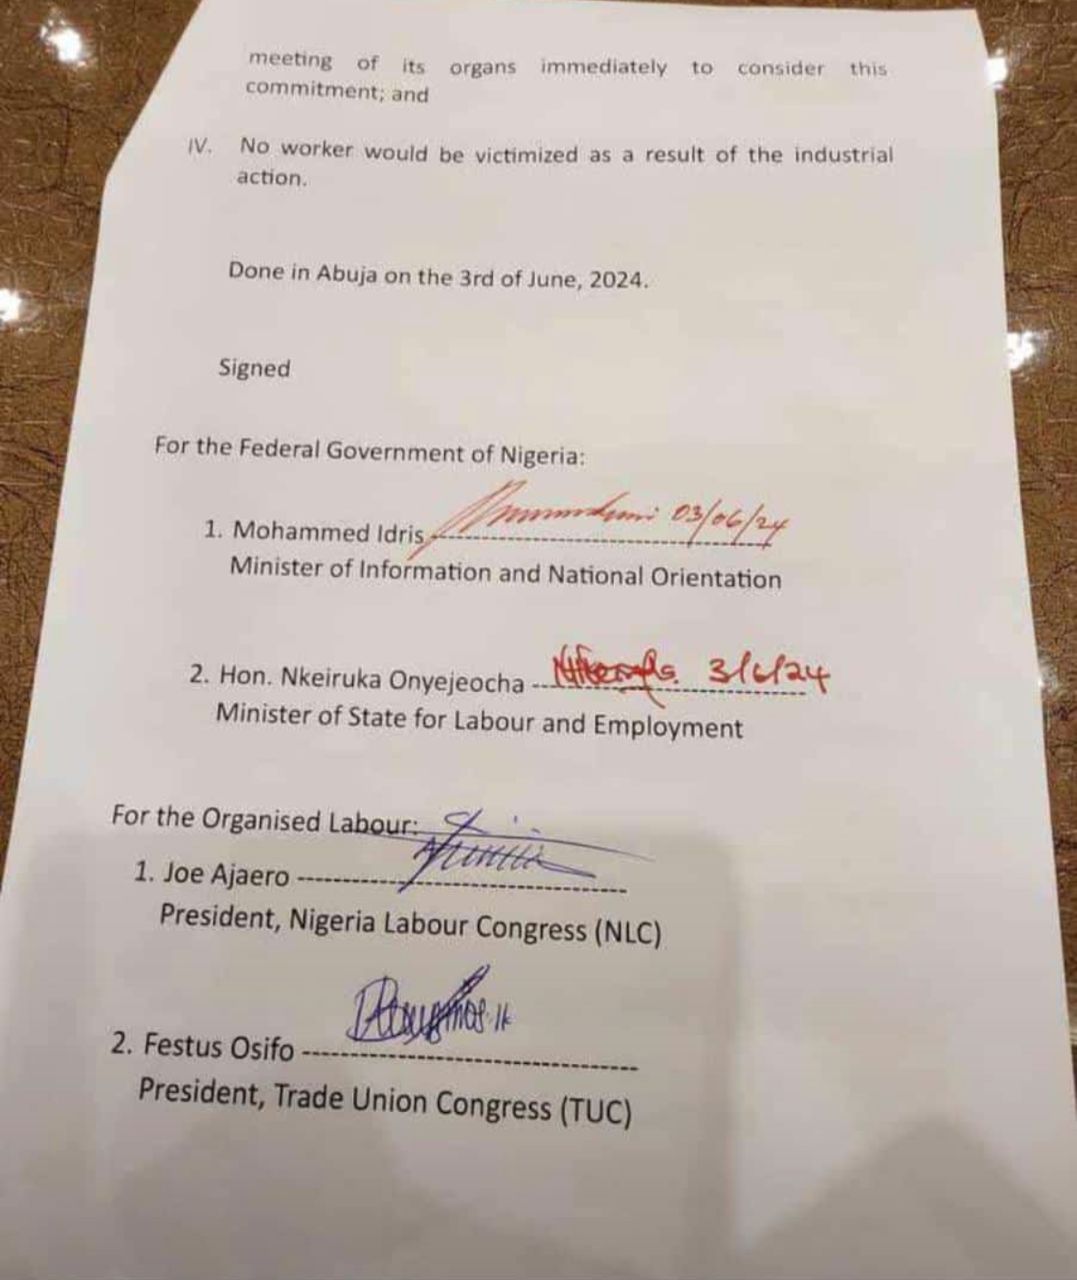 meeting of its organs immediately to consider this
commitment; and
IV. No worker would be victimized as a result of the industrial
action.
Done in Abuja on the 3rd of June, 2024.
Signed
For the Federal Government of Nigeria:
1. Mohammed Idris 03/06/24
Minister of Information and National Orientation
2. Hon. Nkeiruka Onyejeocha 3/6/24
Minister of State for Labour and Employment
For the Organised Labour:
1. Joe Ajaero
President, Nigeria Labour Congress (NLC)
2. Festus Osifo
President, Trade Union Congress (TUC)